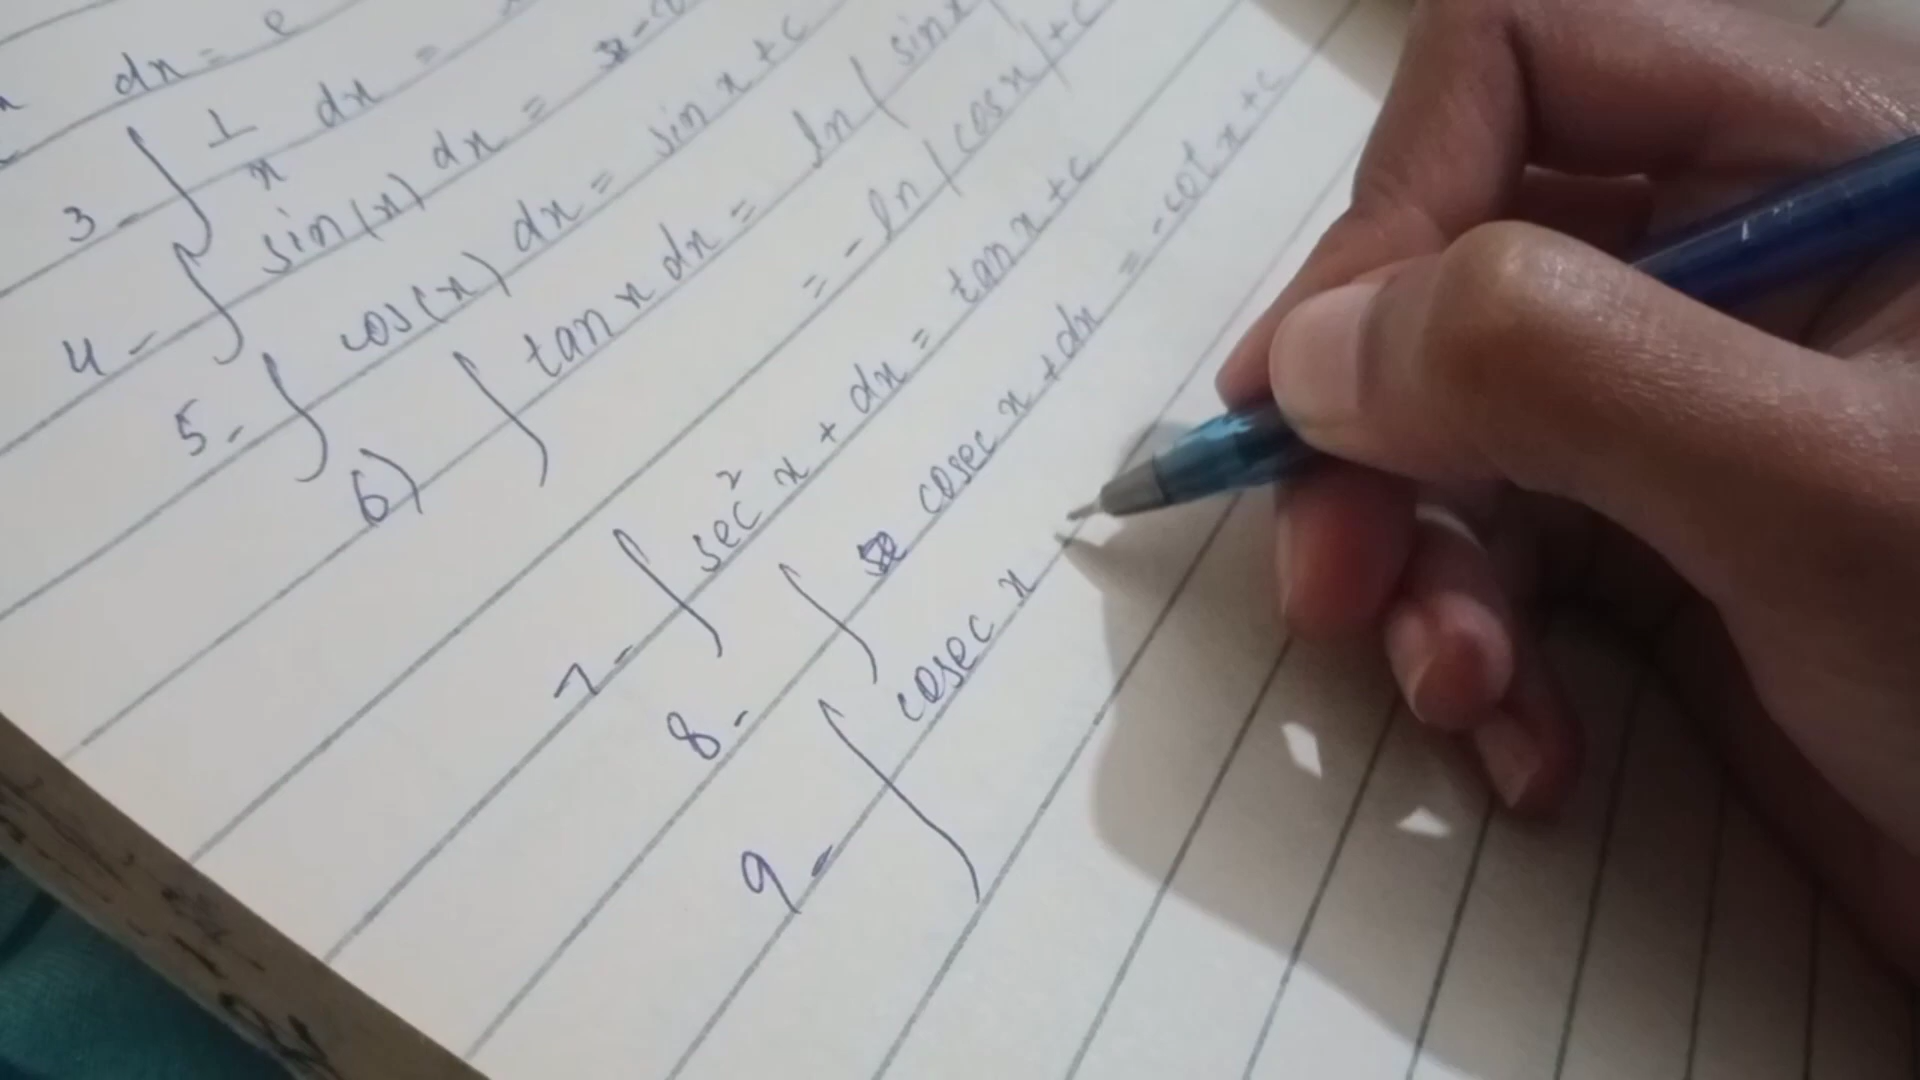 dx = e
3 - ∫ 1/x dx =
4 - ∫ sin(x) dx = -
5 - ∫ cos(x) dx = sin x + c
6) ∫ tan x dx = ln | sin x
= - ln | cos x | + c
7 - ∫ sec² x + dx = tan x + c
8 - ∫ cosec x + dx = - cot x + c
9 - ∫ cosec x